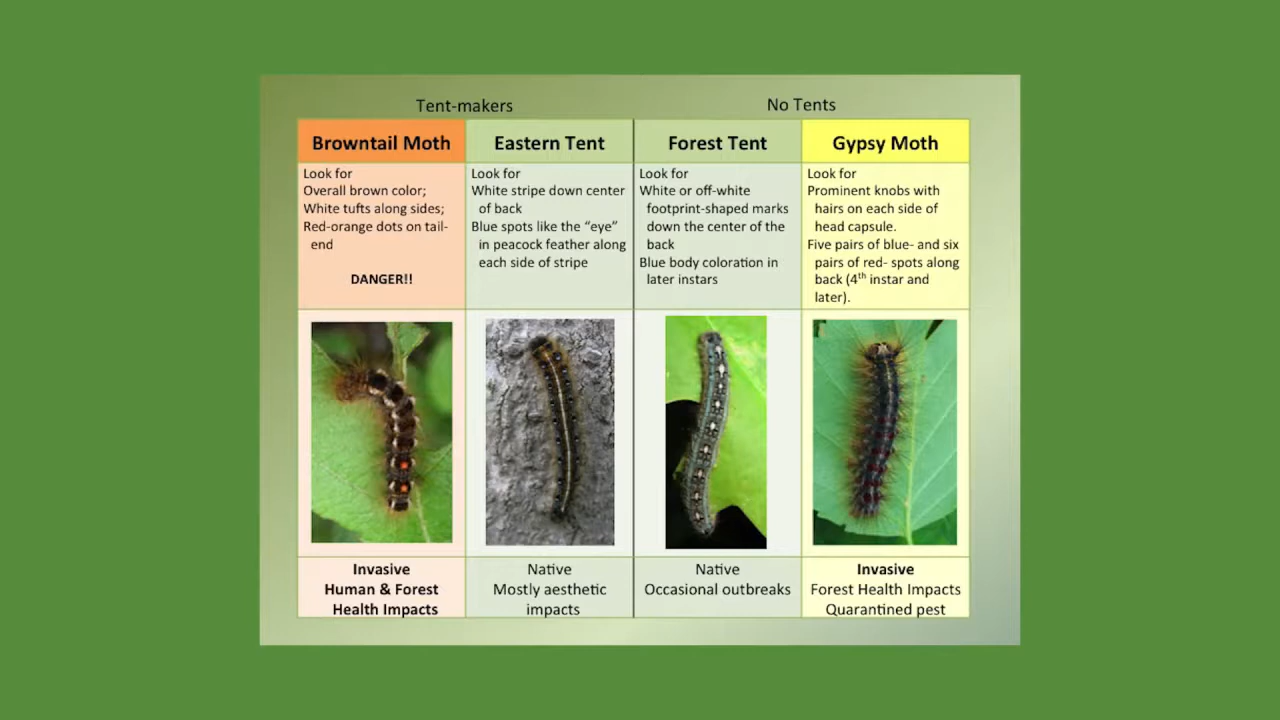 Tent-makers
No Tents
Browntail Moth
Eastern Tent
Forest Tent
Gypsy Moth
Look for
Overall brown color;
White tufts along sides;
Red-orange dots on tail-
end
DANGER!!
Look for
White stripe down center
of back
Blue spots like the “eye”
in peacock feather along
each side of stripe
Look for
White or off-white
footprint-shaped marks
down the center of the
back
Blue body coloration in
later instars
Look for
Prominent knobs with
hairs on each side of
head capsule.
Five pairs of blue- and six
pairs of red- spots along
back (4th instar and
later).
Invasive
Human & Forest
Health Impacts
Native
Mostly aesthetic
impacts
Native
Occasional outbreaks
Invasive
Forest Health Impacts
Quarantined pest